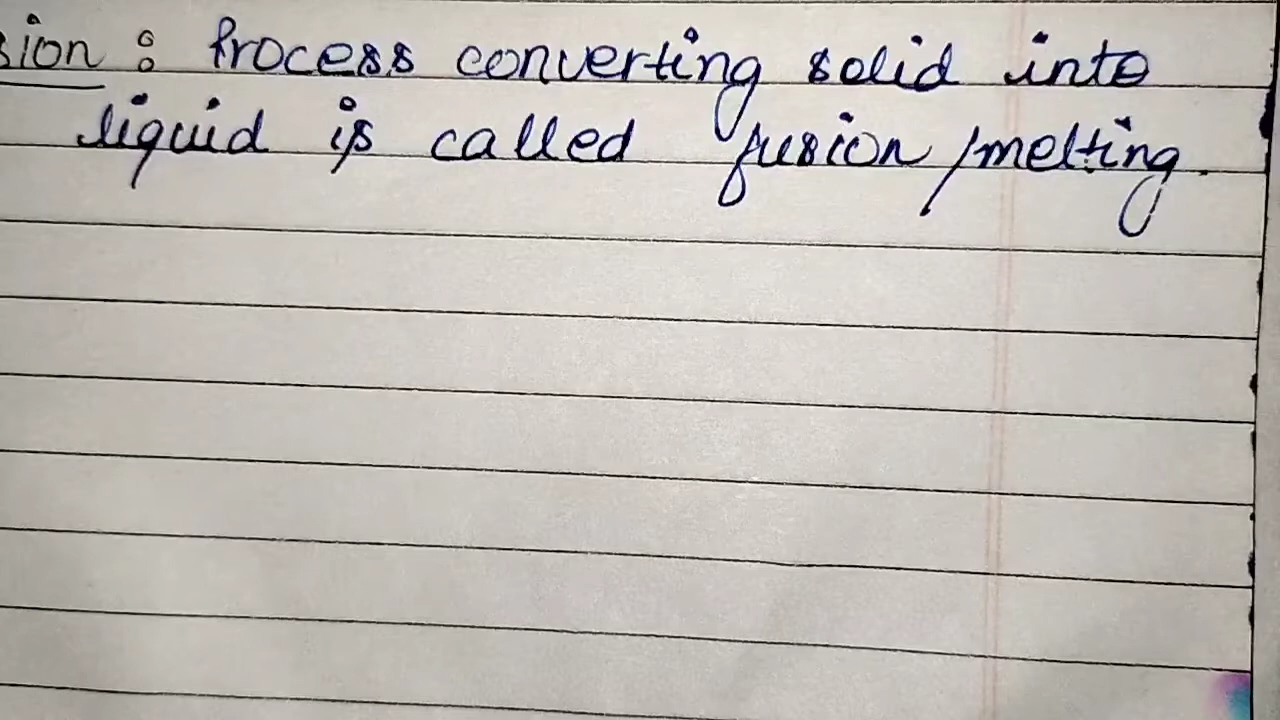 sion : Process converting solid into
liquid is called fusion/melting.